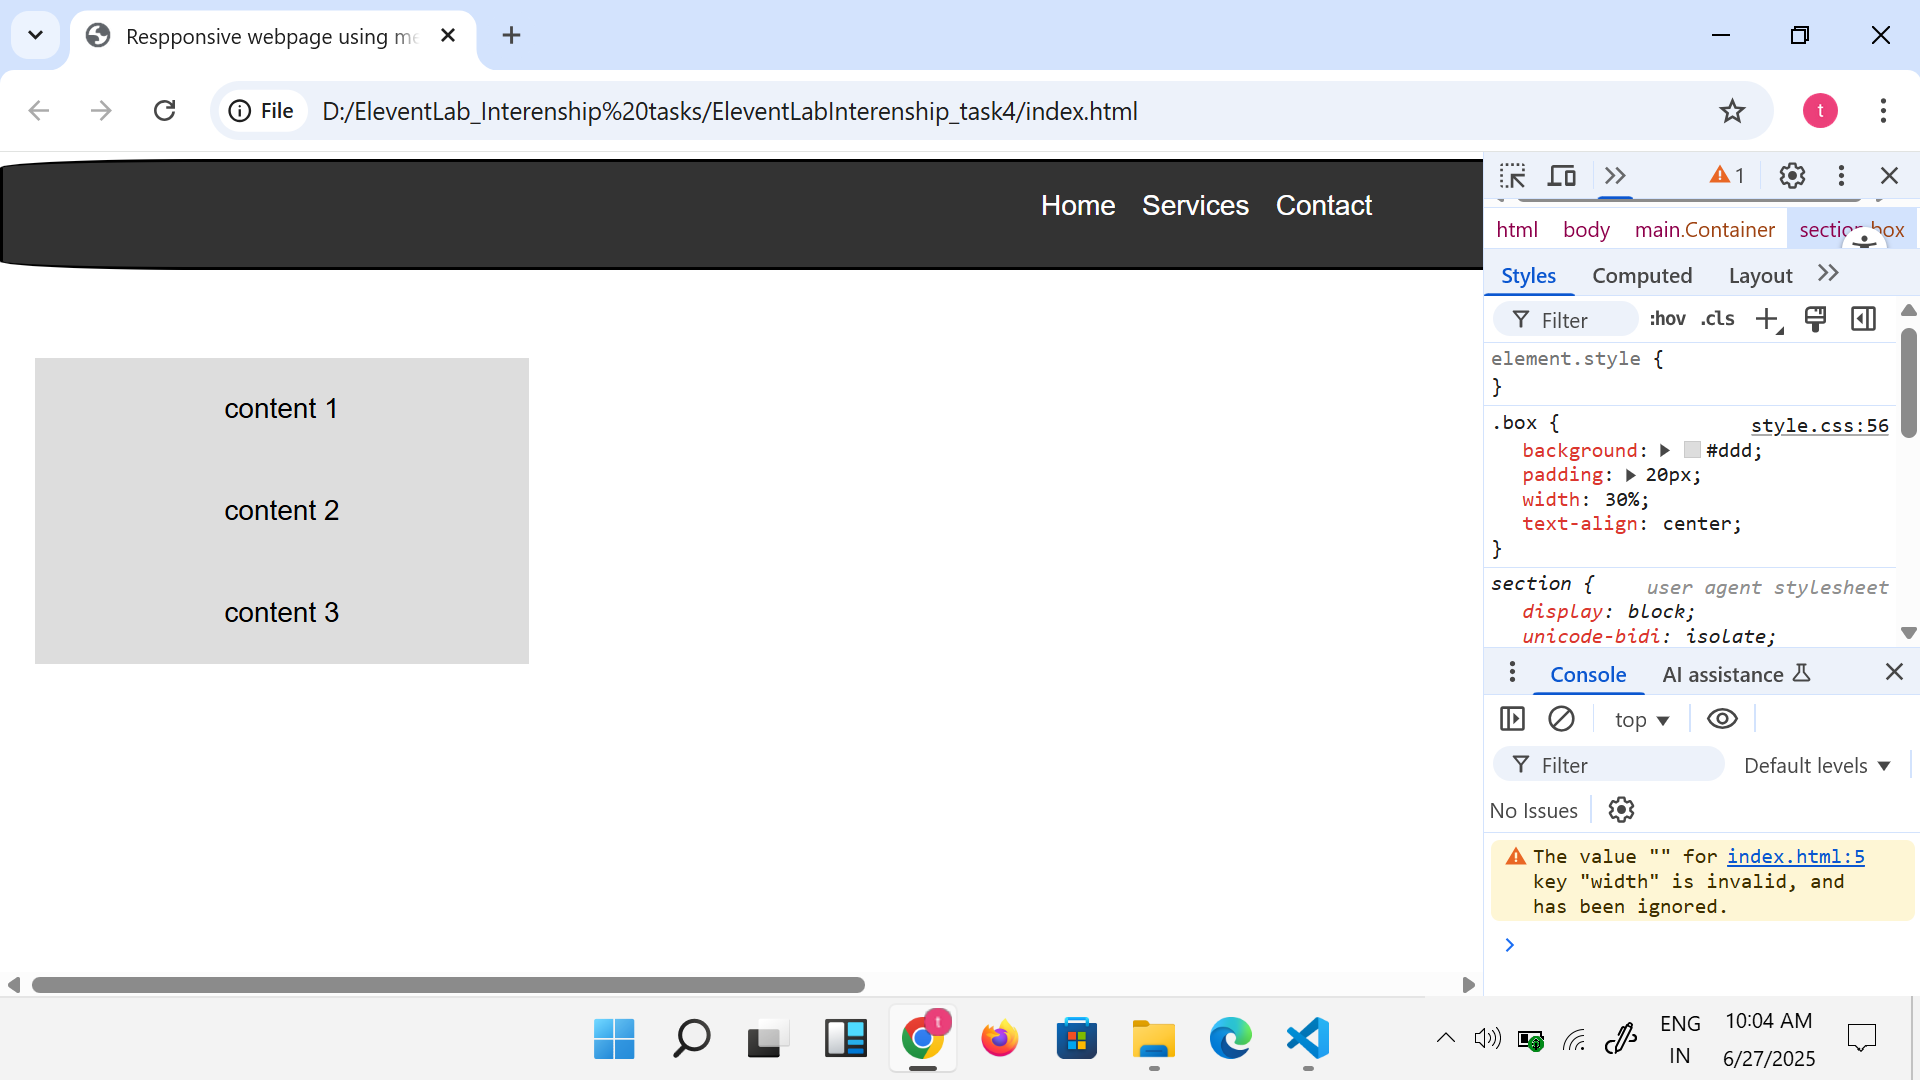 Respponsive webpage using me
File
D:/EleventLab_Interenship%20tasks/EleventLabInterenship_task4/index.html
t
Home Services Contact
content 1
content 2
content 3
1
html body main.Container section.box
Styles Computed Layout
Filter :hov .cls
element.style {
}
.box { style.css:56
background: #ddd;
padding: 20px;
width: 30%;
text-align: center;
}
section { user agent stylesheet
display: block;
unicode-bidi: isolate;
Console AI assistance
top
Filter Default levels
No Issues
The value "" for index.html:5
key "width" is invalid, and
has been ignored.
t
ENG
IN
10:04 AM
6/27/2025